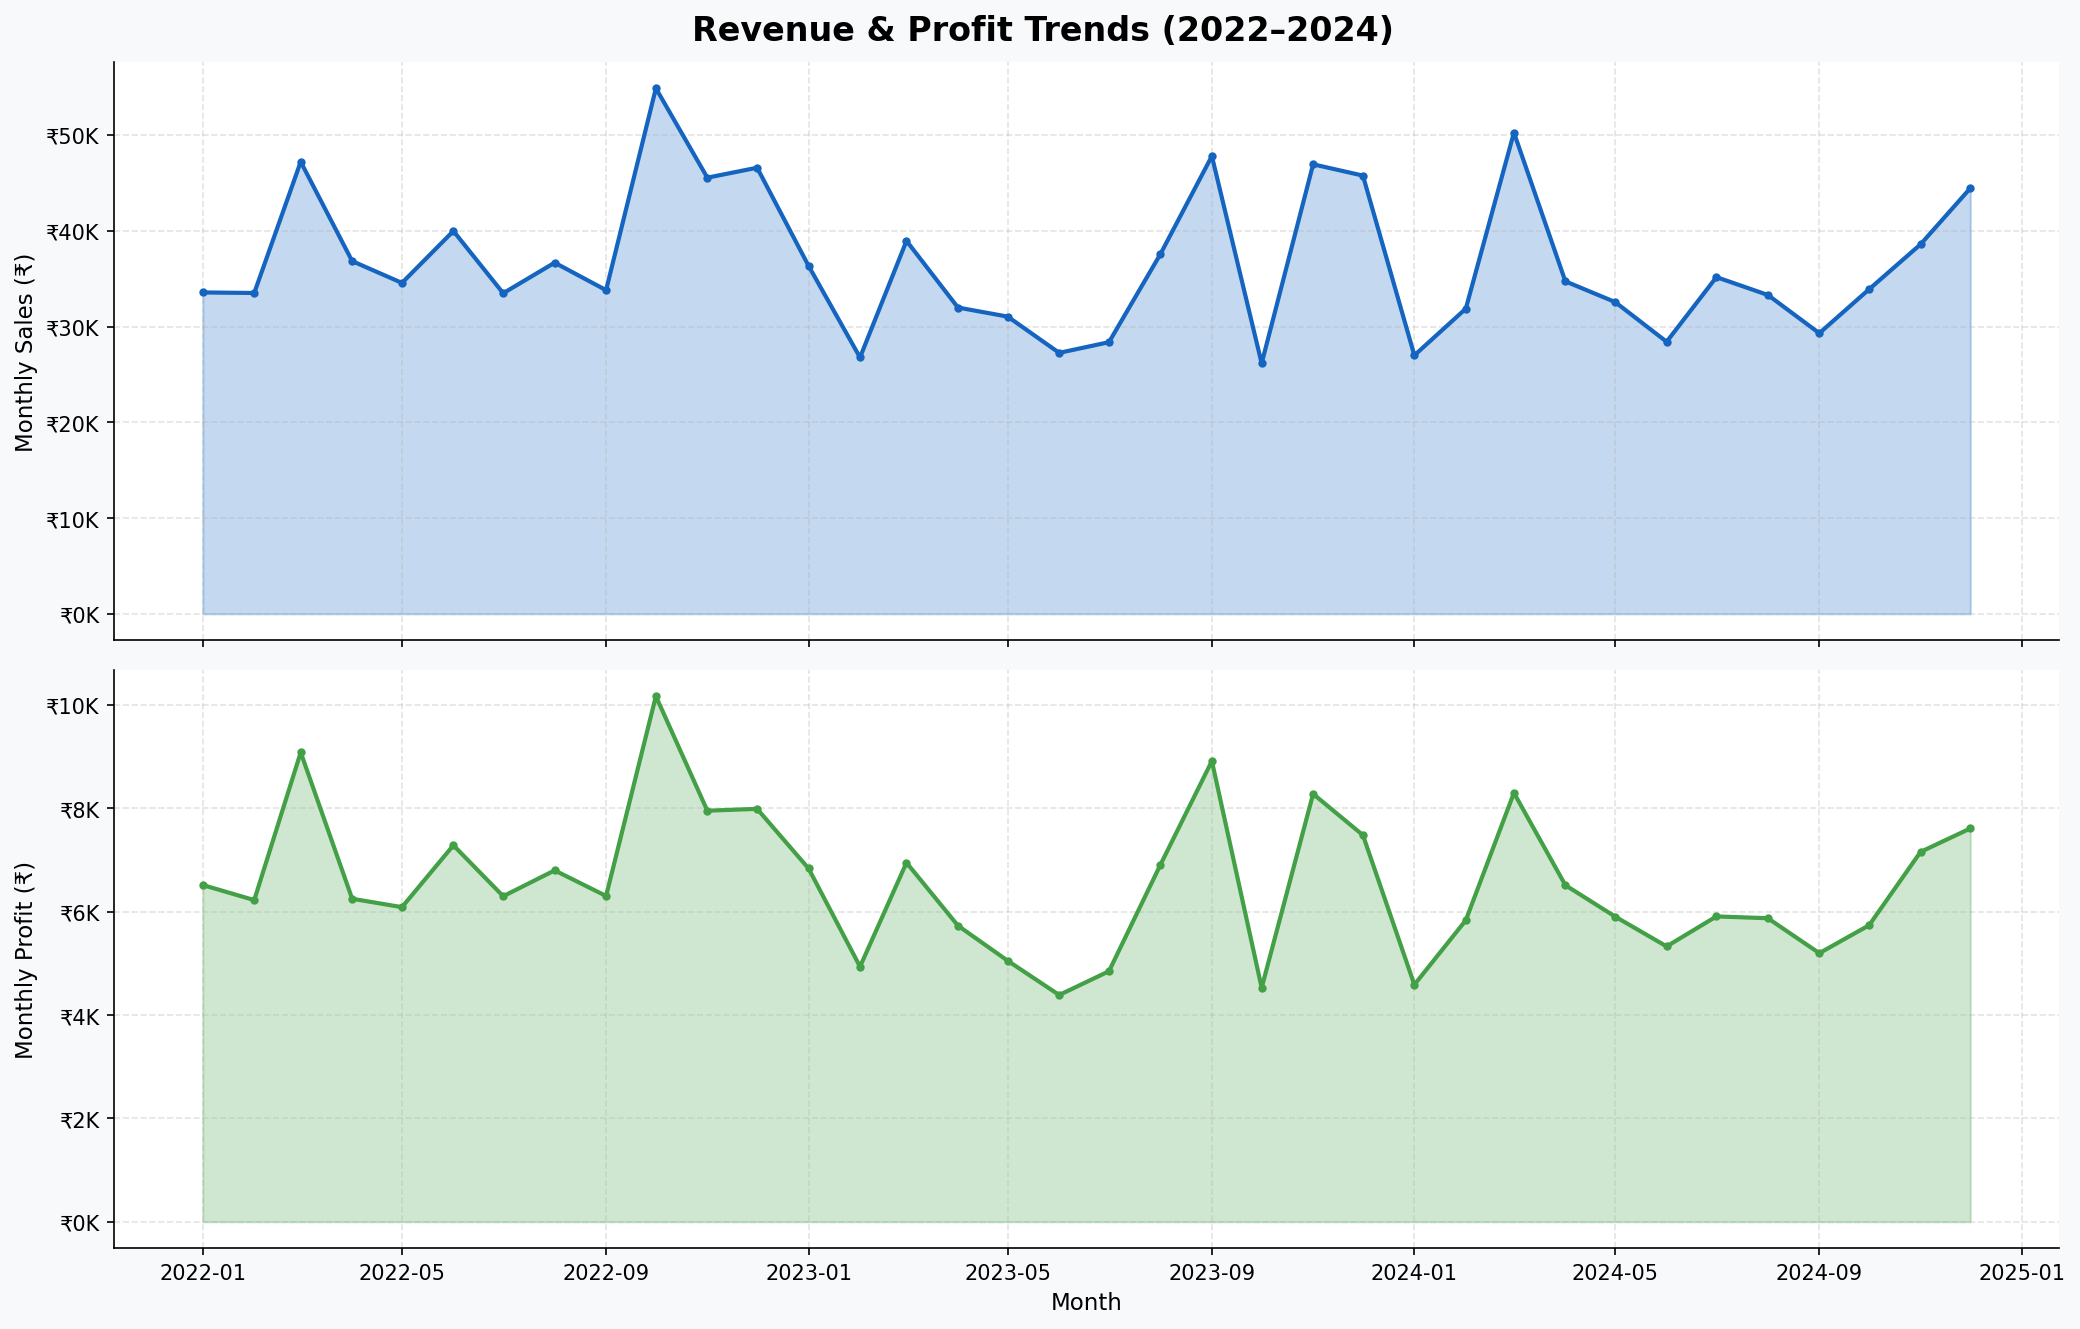 Revenue & Profit Trends (2022–2024)
Monthly Sales (₹)
₹50K
₹40K
₹30K
₹20K
₹10K
₹0K
Monthly Profit (₹)
₹10K
₹8K
₹6K
₹4K
₹2K
₹0K
2022-01 2022-05 2022-09 2023-01 2023-05 2023-09 2024-01 2024-05 2024-09 2025-01
Month